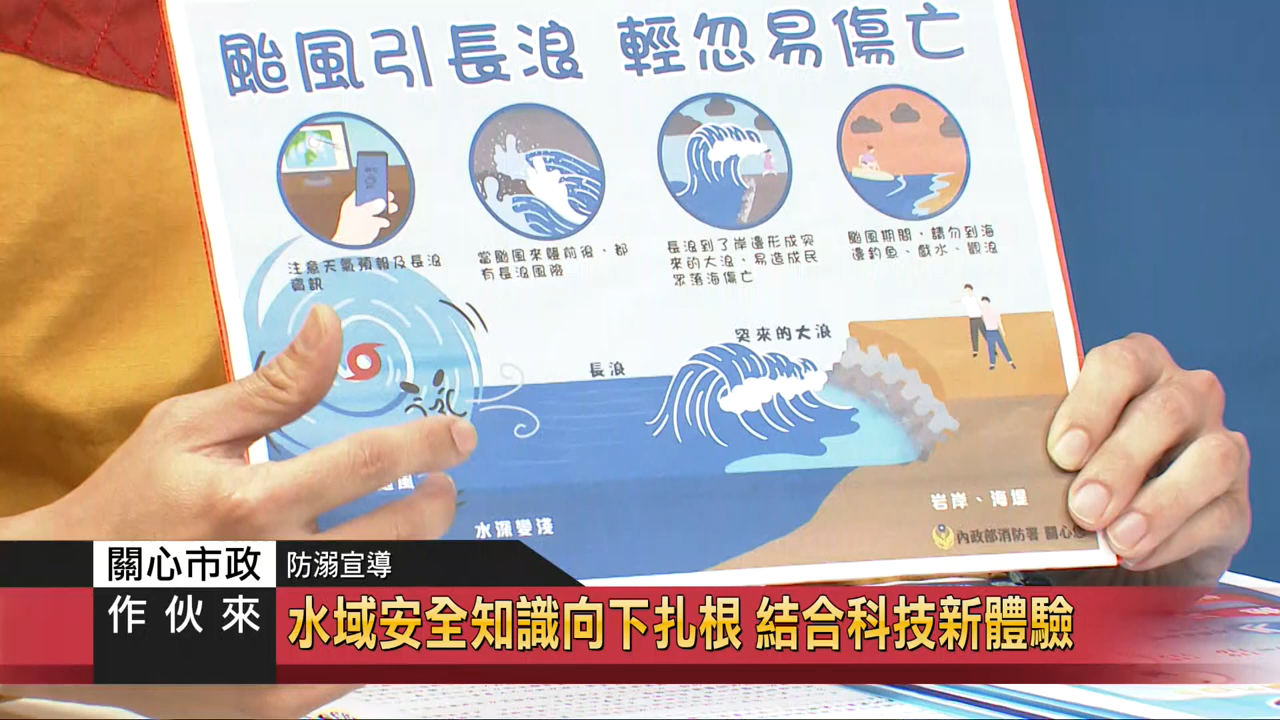 颱風引長浪 輕忽易傷亡
注意天氣預報及長浪
資訊
當颱風來襲前後，都
有長浪風險
長浪到了岸邊形成突
來的大浪，易造成民
眾落海傷亡
颱風期間，請勿到海
邊釣魚、戲水、觀浪
突來的大浪
長浪
風
水深變淺
岩岸、海堤
內政部消防署 關心您
關心市政
作伙來
防溺宣導
水域安全知識向下扎根 結合科技新體驗